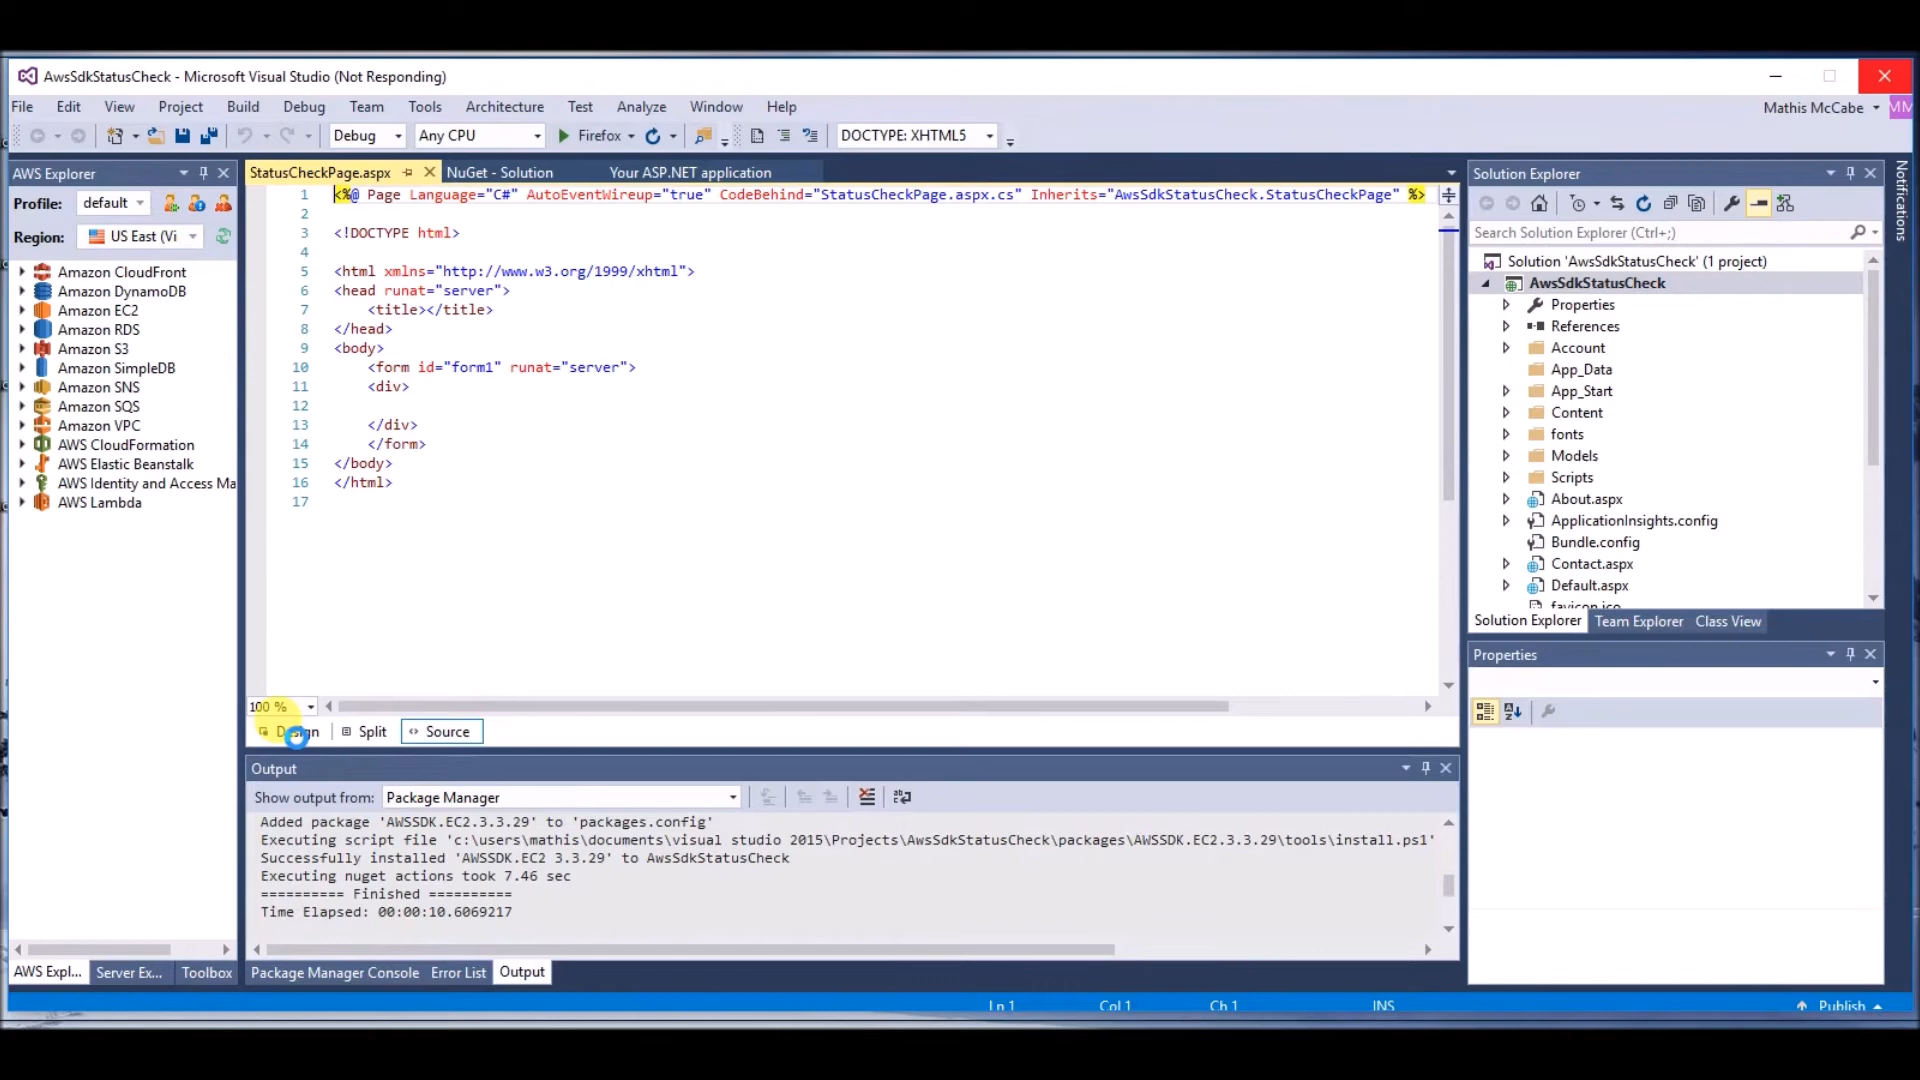 AwsSdkStatusCheck - Microsoft Visual Studio (Not Responding)
File Edit View Project Build Debug Team Tools Architecture Test Analyze Window Help
Mathis McCabe MM
Debug Any CPU Firefox DOCTYPE: XHTML5
AWS Explorer
Profile: default
Region: US East (Vi
Amazon CloudFront
Amazon DynamoDB
Amazon EC2
Amazon RDS
Amazon S3
Amazon SimpleDB
Amazon SNS
Amazon SQS
Amazon VPC
AWS CloudFormation
AWS Elastic Beanstalk
AWS Identity and Access Ma
AWS Lambda
AWS Expl... Server Ex... Toolbox
StatusCheckPage.aspx NuGet - Solution Your ASP.NET application
1 <%@ Page Language="C#" AutoEventWireup="true" CodeBehind="StatusCheckPage.aspx.cs" Inherits="AwsSdkStatusCheck.StatusCheckPage" %>
2
3 <!DOCTYPE html>
4
5 <html xmlns="http://www.w3.org/1999/xhtml">
6 <head runat="server">
7 <title></title>
8 </head>
9 <body>
10 <form id="form1" runat="server">
11 <div>
12
13 </div>
14 </form>
15 </body>
16 </html>
17
100 %
Design Split Source
Output
Show output from: Package Manager
Added package 'AWSSDK.EC2.3.3.29' to 'packages.config'
Executing script file 'c:\users\mathis\documents\visual studio 2015\Projects\AwsSdkStatusCheck\packages\AWSSDK.EC2.3.3.29\tools\install.ps1'
Successfully installed 'AWSSDK.EC2 3.3.29' to AwsSdkStatusCheck
Executing nuget actions took 7.46 sec
========== Finished ==========
Time Elapsed: 00:00:10.6069217
Package Manager Console Error List Output
Solution Explorer
Search Solution Explorer (Ctrl+;)
Solution 'AwsSdkStatusCheck' (1 project)
AwsSdkStatusCheck
Properties
References
Account
App_Data
App_Start
Content
fonts
Models
Scripts
About.aspx
ApplicationInsights.config
Bundle.config
Contact.aspx
Default.aspx
favicon.ico
Solution Explorer Team Explorer Class View
Properties
Notifications
Ln 1 Col 1 Ch 1 INS Publish